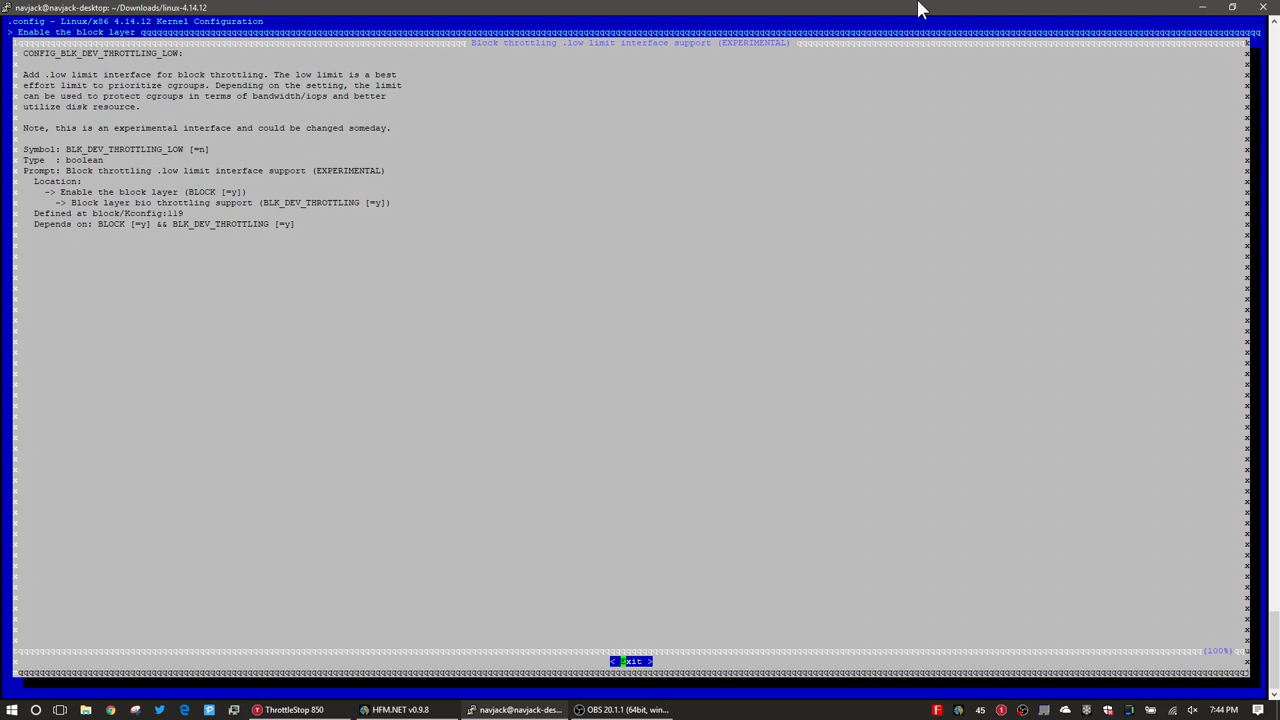 navjack@navjack-desktop: ~/Downloads/linux-4.14.12
.config - Linux/x86 4.14.12 Kernel Configuration
> Enable the block layer
Block throttling .low limit interface support (EXPERIMENTAL)
CONFIG_BLK_DEV_THROTTLING_LOW:
Add .low limit interface for block throttling. The low limit is a best
effort limit to prioritize cgroups. Depending on the setting, the limit
can be used to protect cgroups in terms of bandwidth/iops and better
utilize disk resource.
Note, this is an experimental interface and could be changed someday.
Symbol: BLK_DEV_THROTTLING_LOW [=n]
Type  : boolean
Prompt: Block throttling .low limit interface support (EXPERIMENTAL)
Location:
-> Enable the block layer (BLOCK [=y])
-> Block layer bio throttling support (BLK_DEV_THROTTLING [=y])
Defined at block/Kconfig:119
Depends on: BLOCK [=y] && BLK_DEV_THROTTLING [=y]
(100%)
< Exit >
ThrottleStop 850
HFM.NET v0.9.8
navjack@navjack-des...
OBS 20.1.1 (64bit, win...
45
7:44 PM